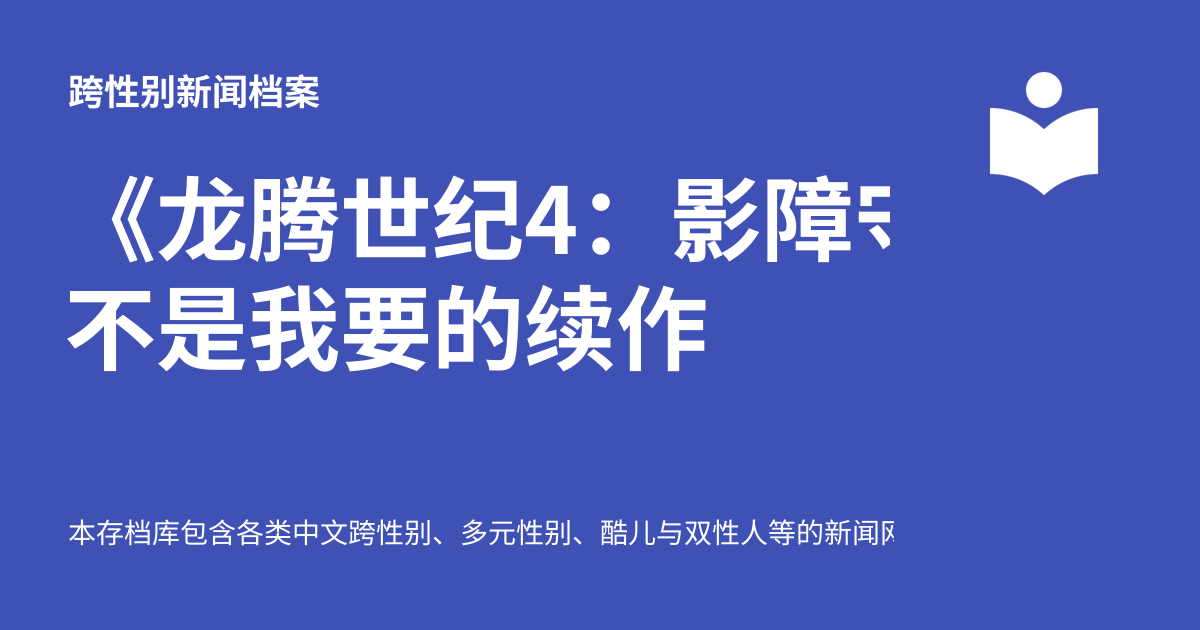 跨性别新闻档案
《龙腾世纪4：影障
不是我要的续作
本存档库包含各类中文跨性别、多元性别、酷儿与双性人等的新闻